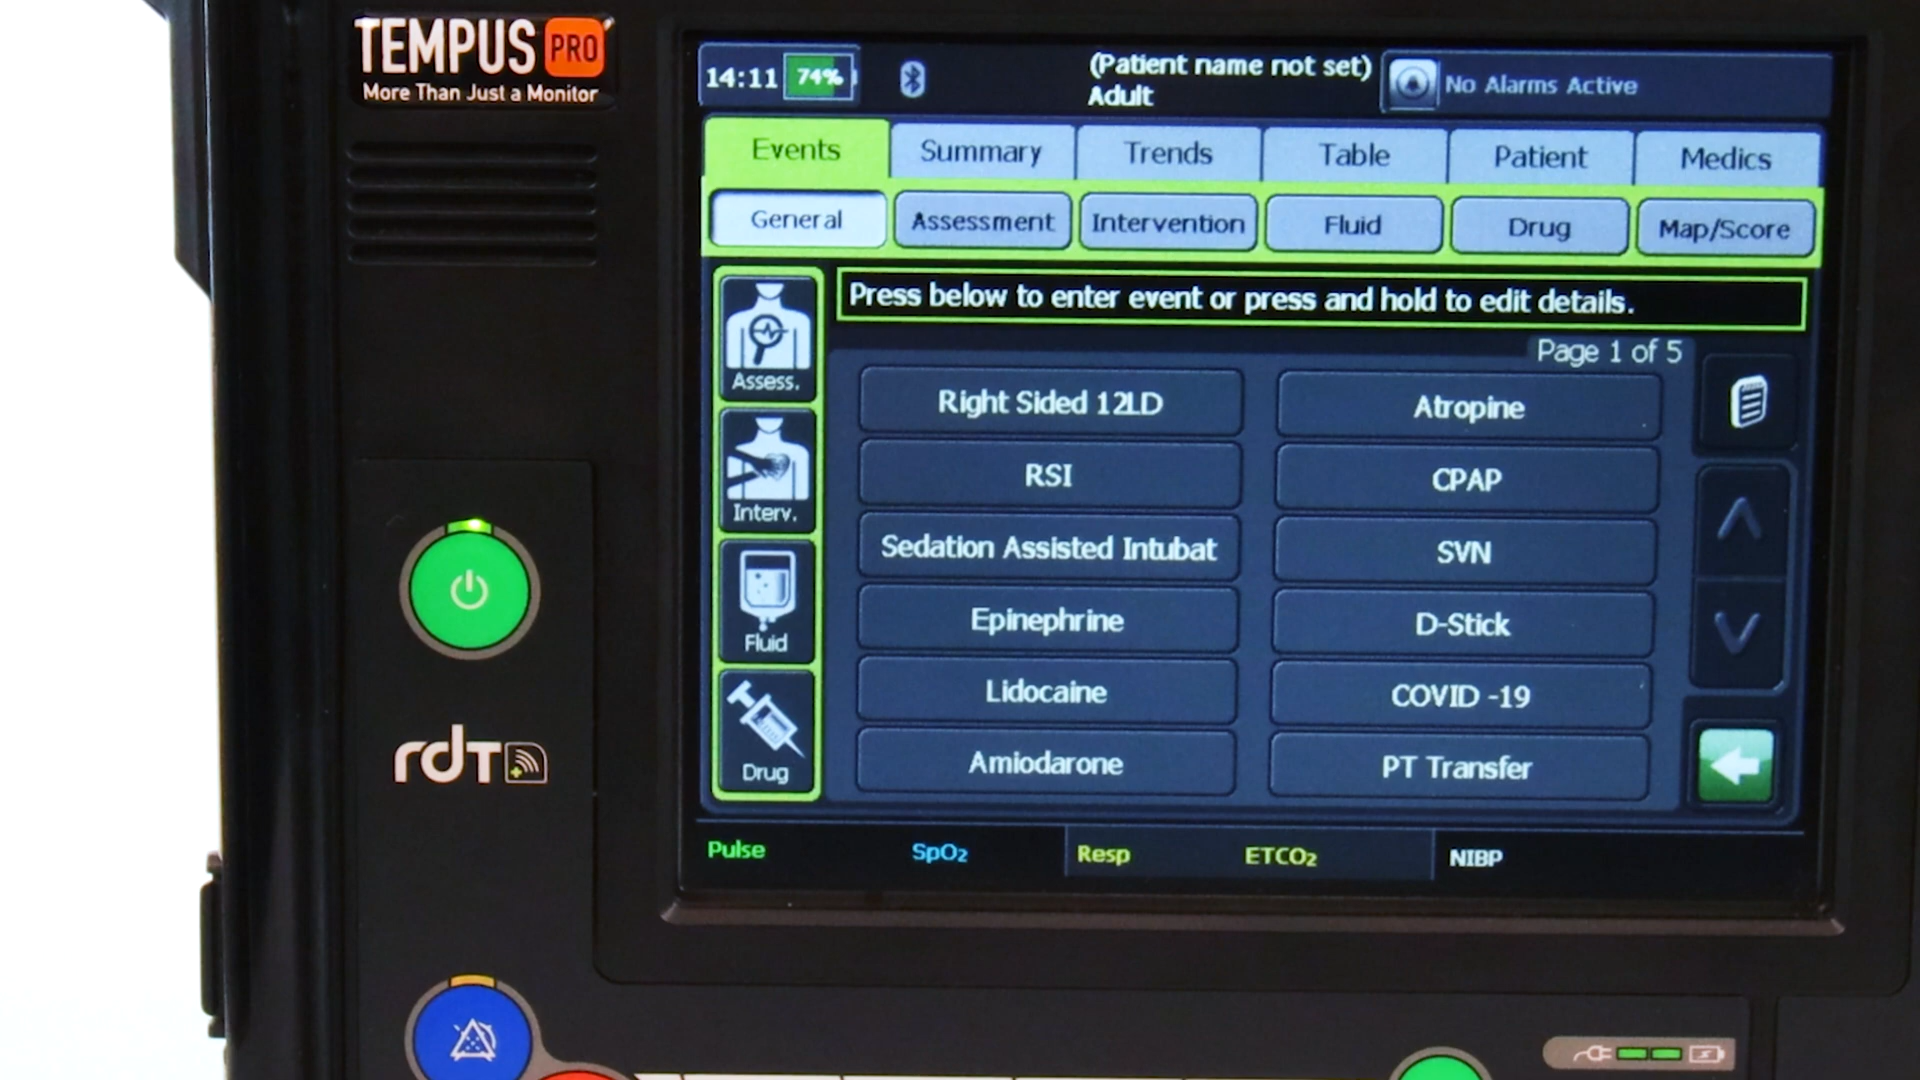 TEMPUS PRO
More Than Just a Monitor
14:11 74%
(Patient name not set)
Adult
No Alarms Active
Events Summary Trends Table Patient Medics
General Assessment Intervention Fluid Drug Map/Score
Press below to enter event or press and hold to edit details.
Page 1 of 5
Assess.
Interv.
Fluid
Drug
Right Sided 12LD Atropine
RSI CPAP
Sedation Assisted Intubat SVN
Epinephrine D-Stick
Lidocaine COVID -19
Amiodarone PT Transfer
Pulse SpO2 Resp ETCO2 NIBP
rdT